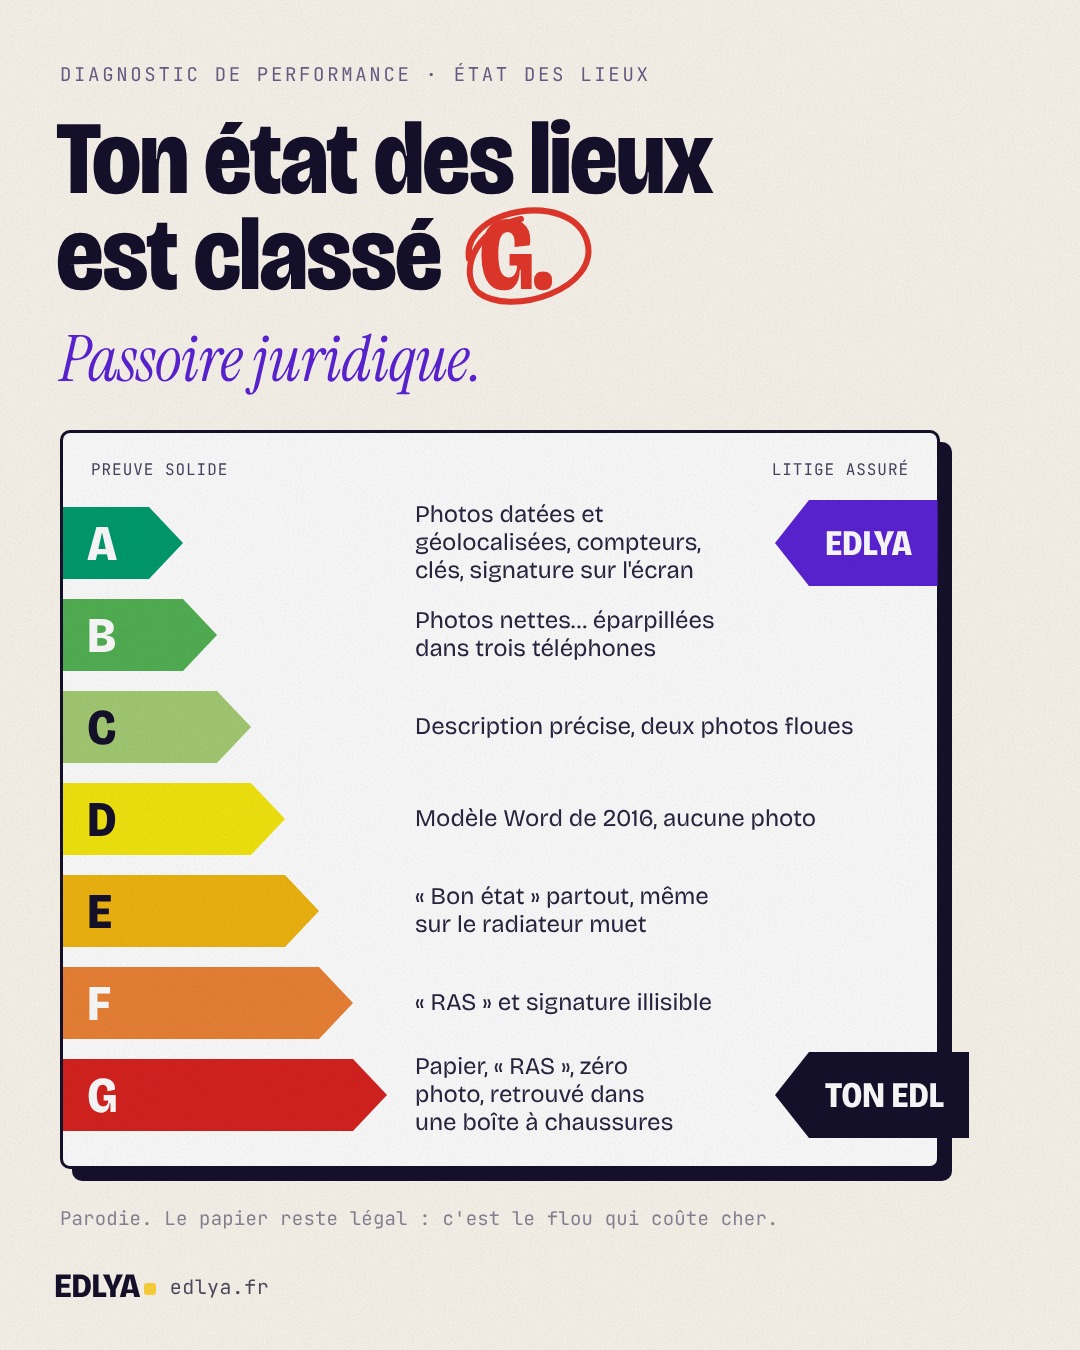 DIAGNOSTIC DE PERFORMANCE · ÉTAT DES LIEUX
Ton état des lieux
est classé G.
Passoire juridique.
PREUVE SOLIDE
LITIGE ASSURÉ
A
Photos datées et
géolocalisées, compteurs,
clés, signature sur l'écran
EDLYA
B
Photos nettes... éparpillées
dans trois téléphones
C
Description précise, deux photos floues
D
Modèle Word de 2016, aucune photo
E
« Bon état » partout, même
sur le radiateur muet
F
« RAS » et signature illisible
G
Papier, « RAS », zéro
photo, retrouvé dans
une boîte à chaussures
TON EDL
Parodie. Le papier reste légal : c'est le flou qui coûte cher.
EDLYA edlya.fr